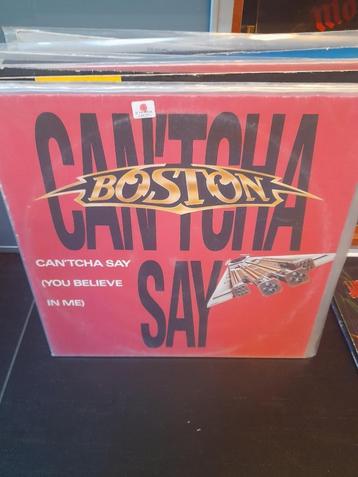 CAN'TCHA
BOSTON
CAN'TCHA SAY
(YOU BELIEVE
IN ME)
SAY